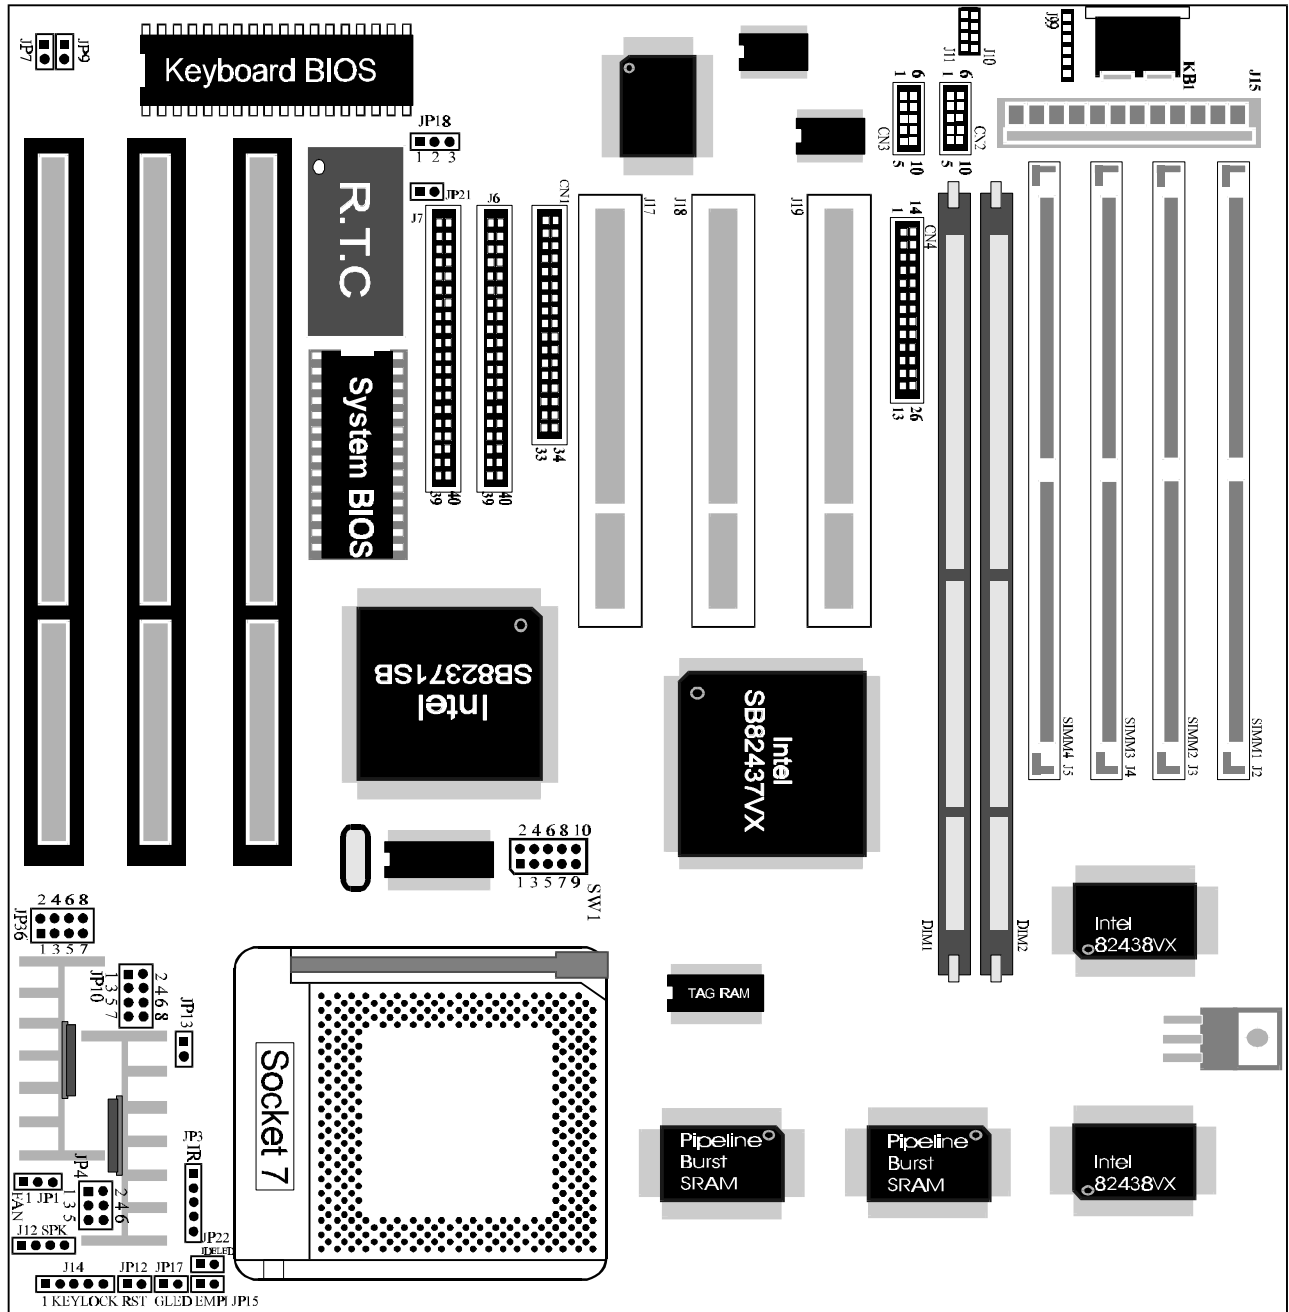 JP7
JP9
Keyboard BIOS
JP18
1 2 3
R.T.C
JP21
J7
J6
CN1
39 40
39 40
33 34
System BIOS
J17
J18
J19
J11
J10
1 6
CN3
5 10
1 6
CN2
5 10
J99
KB1
J15
1 14
CN4
13 26
DIM1
DIM2
SIMM4 J5
SIMM3 J4
SIMM2 J3
SIMM1 J2
Intel
SB82371SB
Intel
SB82437VX
2 4 6 8 10
1 3 5 7 9
SW1
2 4 6 8
JP36
1 3 5 7
1 3 5 7
JP10
2 4 6 8
JP13
Socket 7
TAG RAM
Intel
82438VX
Pipeline
Burst
SRAM
Pipeline
Burst
SRAM
Intel
82438VX
JP3
IR
JP4
1 3 5
2 4 6
1 JP1
FAN
J12 SPK
JP22
J14
JP12
JP17
1 KEYLOCK
RST
GLED
EMPI
JP15